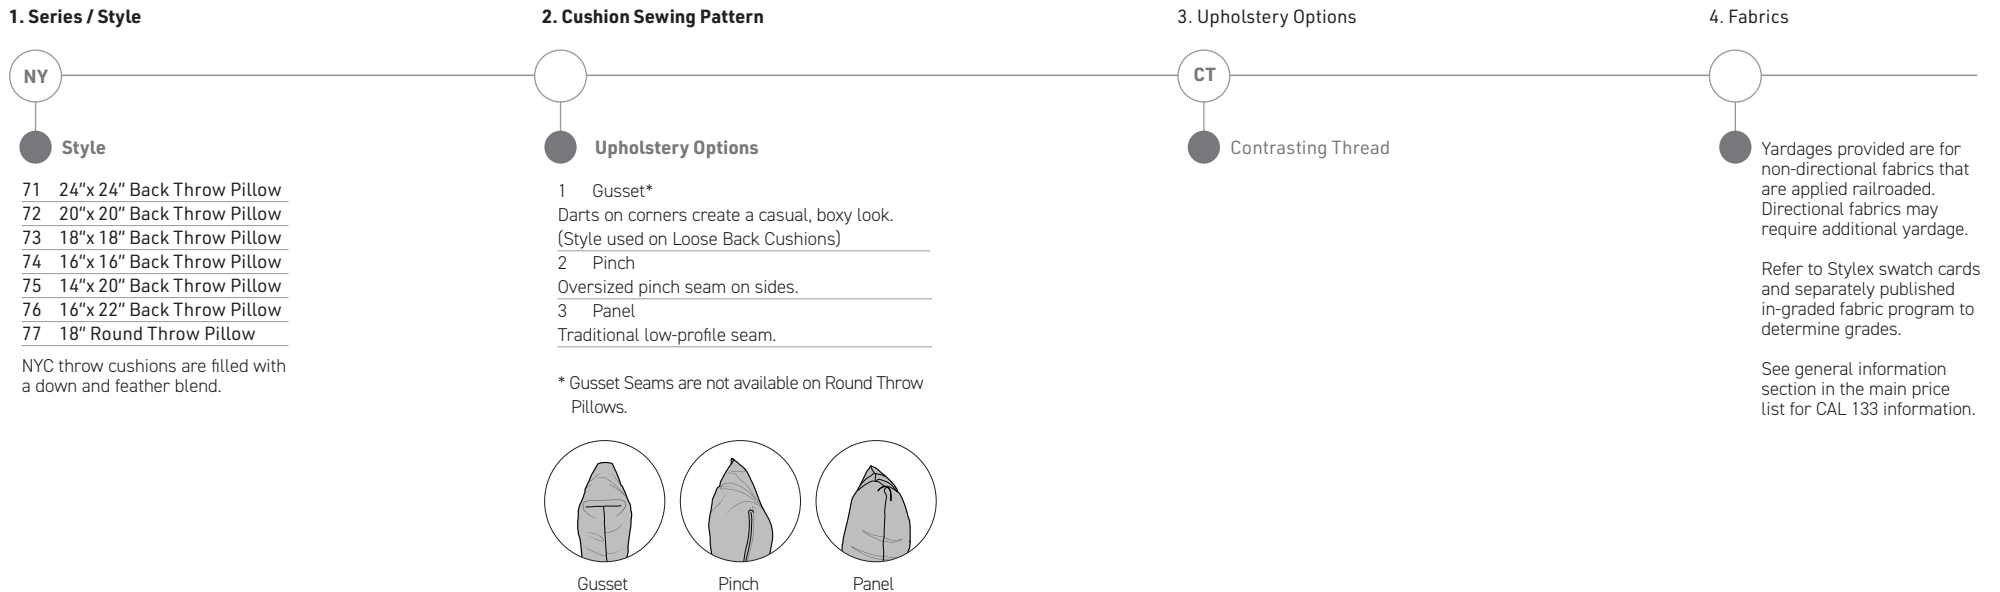 1. Series / Style
NY
Style
71 24"x 24" Back Throw Pillow
72 20"x 20" Back Throw Pillow
73 18"x 18" Back Throw Pillow
74 16"x 16" Back Throw Pillow
75 14"x 20" Back Throw Pillow
76 16"x 22" Back Throw Pillow
77 18" Round Throw Pillow
NYC throw cushions are filled with
a down and feather blend.
2. Cushion Sewing Pattern
Upholstery Options
1 Gusset*
Darts on corners create a casual, boxy look.
(Style used on Loose Back Cushions)
2 Pinch
Oversized pinch seam on sides.
3 Panel
Traditional low-profile seam.
* Gusset Seams are not available on Round Throw
Pillows.
Gusset
Pinch
Panel
3. Upholstery Options
CT
Contrasting Thread
4. Fabrics
Yardages provided are for
non-directional fabrics that
are applied railroaded.
Directional fabrics may
require additional yardage.
Refer to Stylex swatch cards
and separately published
in-graded fabric program to
determine grades.
See general information
section in the main price
list for CAL 133 information.